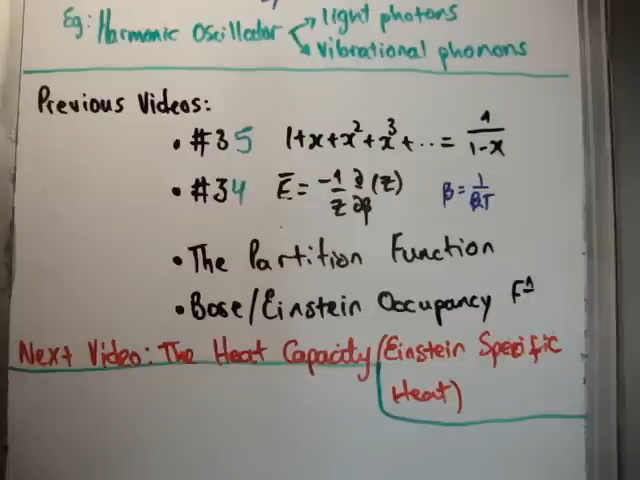 Eg: Harmonic Oscillator light photons
vibrational phonons
Previous Videos:
• #35 1+x+x²+x³+..= 1/(1-x)
• #34 Ē = -1/Z ∂/∂β (Z) β = 1/
• The Partition Function
• Bose/Einstein Occupancy Fⁿ
Next Video: The Heat Capacity (Einstein Specific
Heat)